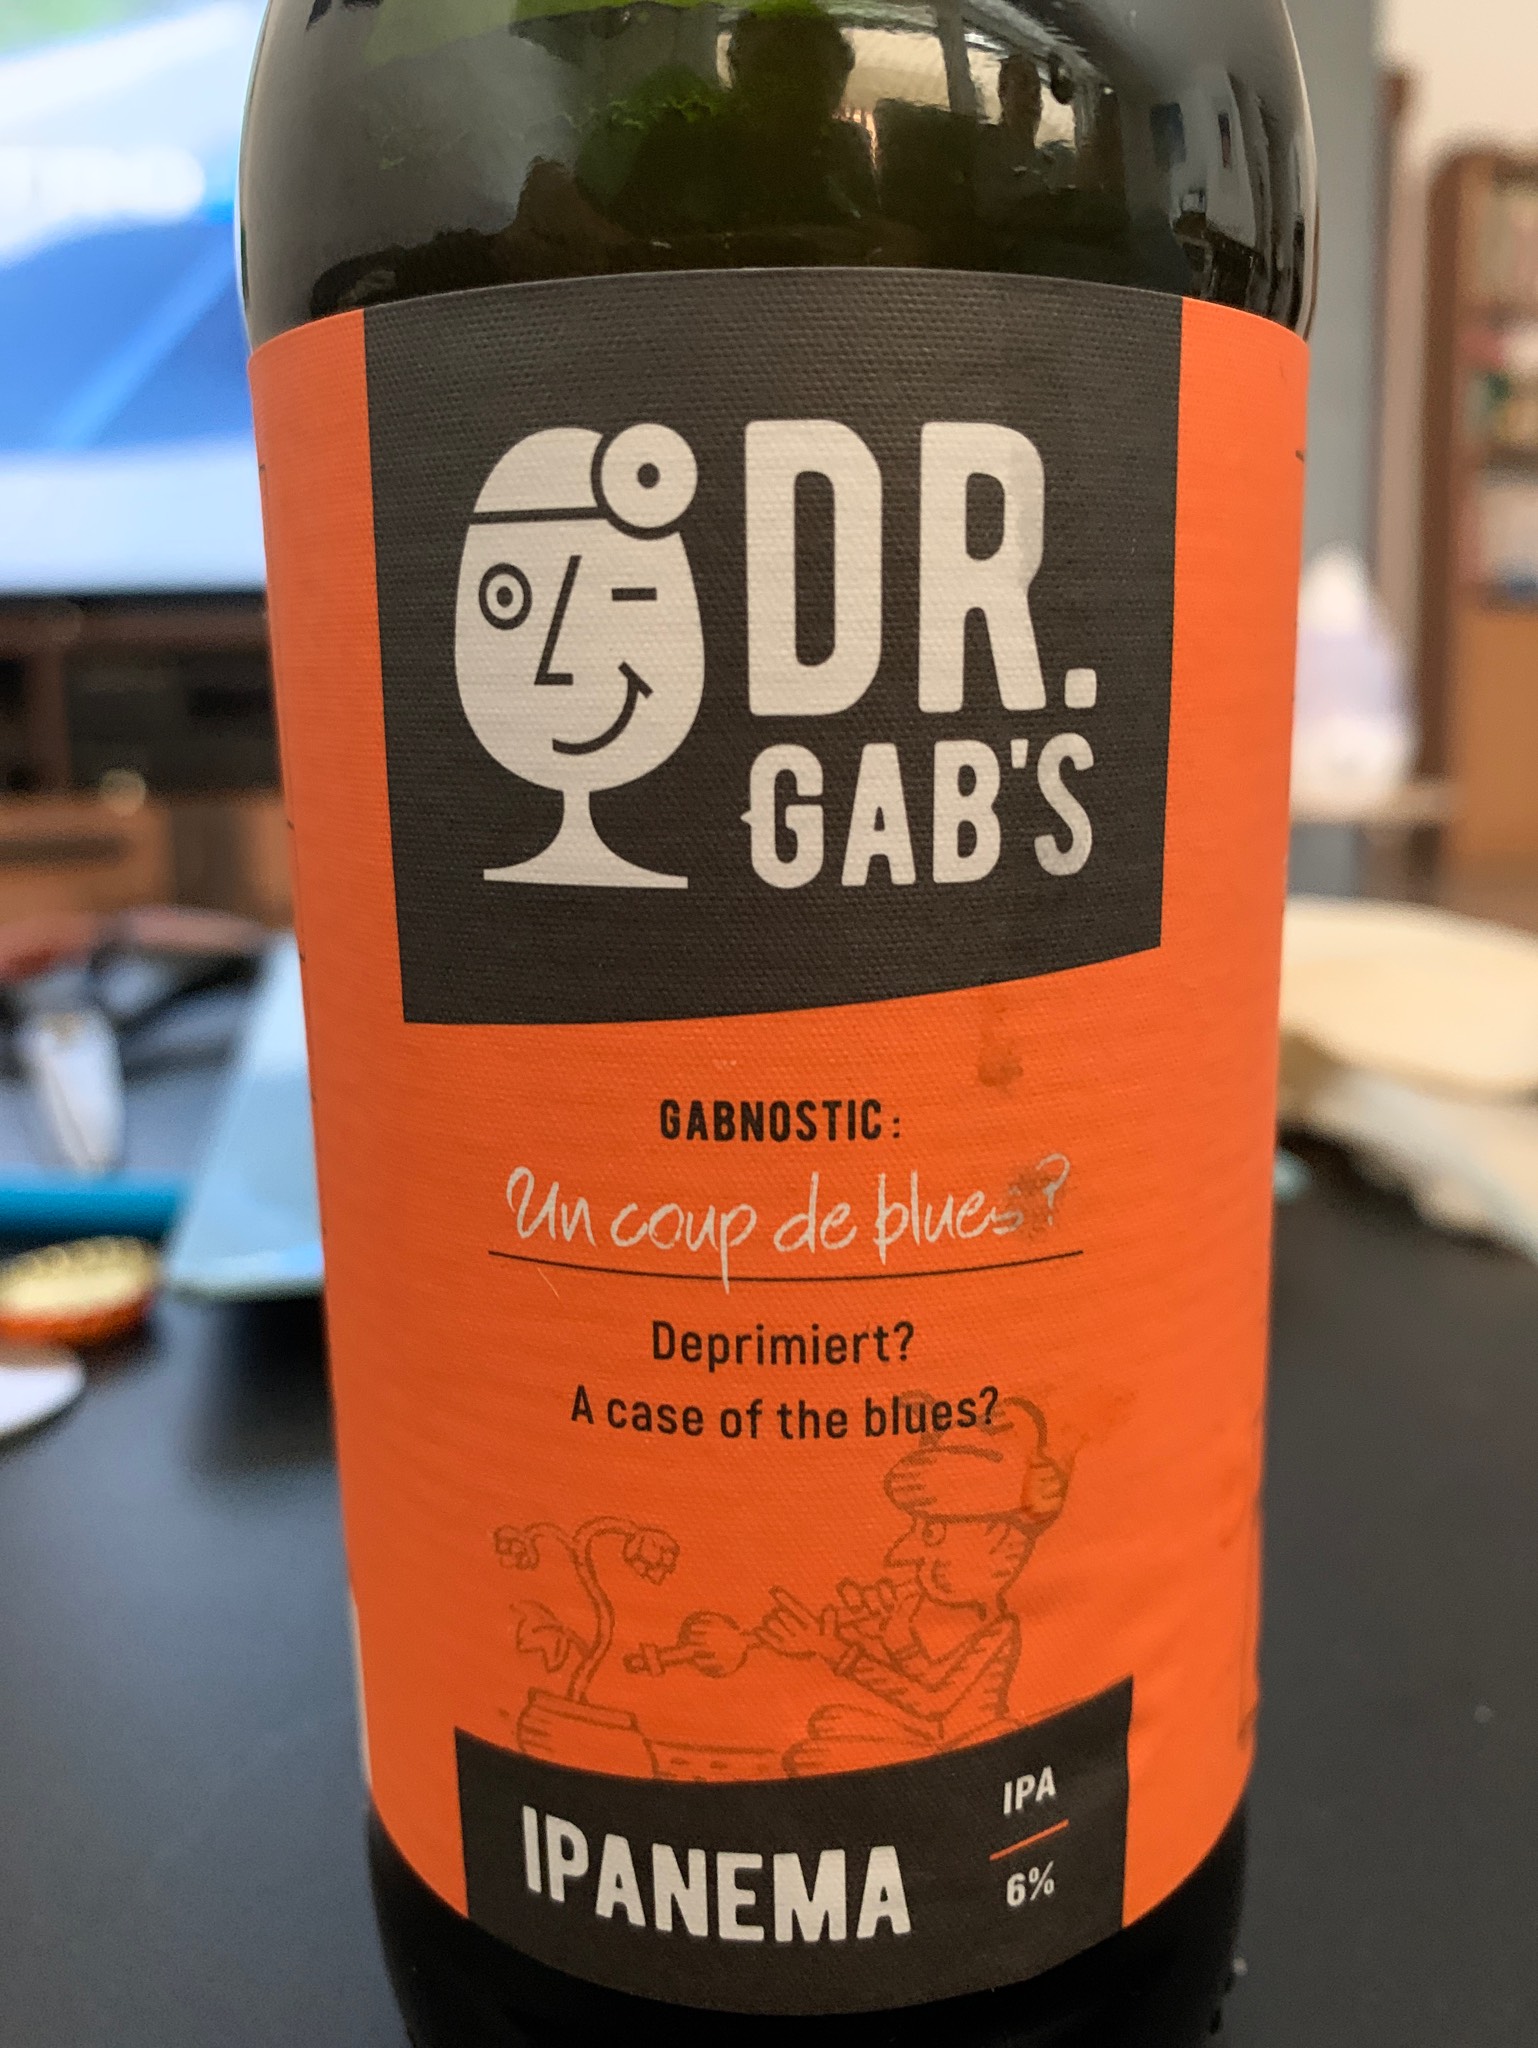 DR.
GAB'S
GABNOSTIC:
Un coup de blues?
Deprimiert?
A case of the blues?
IPANEMA
IPA
6%